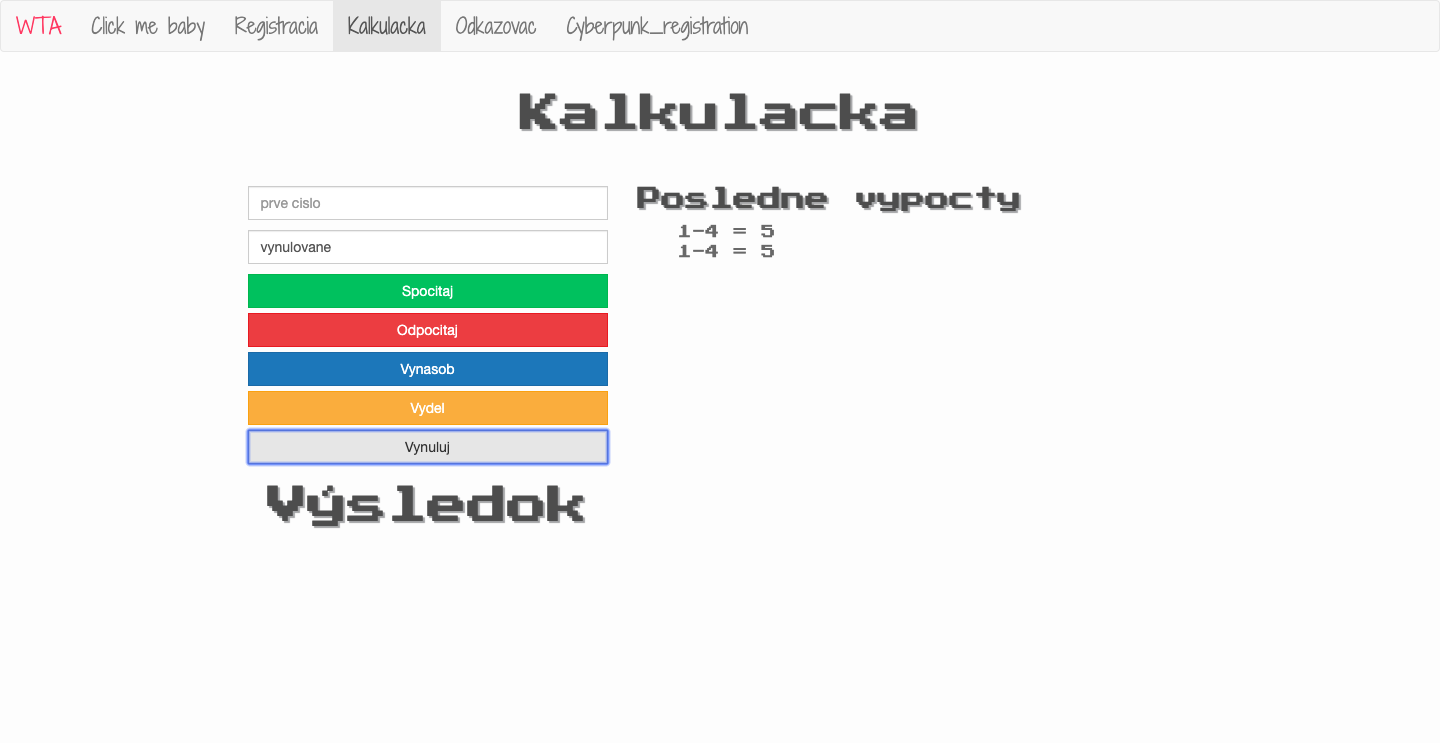 WTA Click me baby Registracia Kalkulacka Odkazovac Cyberpunk_registration
Kalkulacka
prve cislo
vynulovane
Spocitaj
Odpocitaj
Vynasob
Vydel
Vynuluj
Výsledok
Posledne vypocty
1-4 = 5
1-4 = 5